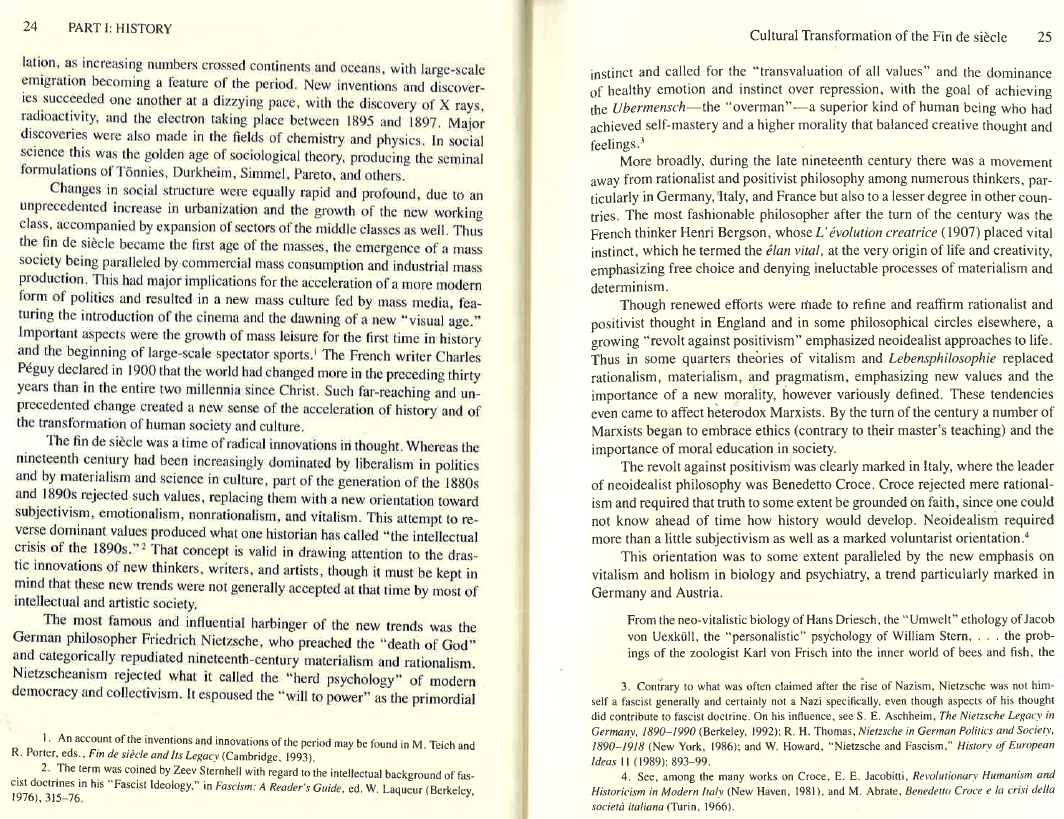 24 PART I: HISTORY
lation, as increasing numbers crossed continents and oceans, with large-scale
emigration becoming a feature of the period. New inventions and discover-
ies succeeded one another at a dizzying pace, with the discovery of X rays,
radioactivity, and the electron taking place between 1895 and 1897. Major
discoveries were also made in the fields of chemistry and physics. In social
science this was the golden age of sociological theory, producing the seminal
formulations of Tönnies, Durkheim, Simmel, Pareto, and others.
Changes in social structure were equally rapid and profound, due to an
unprecedented increase in urbanization and the growth of the new working
class, accompanied by expansion of sectors of the middle classes as well. Thus
the fin de siècle became the first age of the masses, the emergence of a mass
society being paralleled by commercial mass consumption and industrial mass
production. This had major implications for the acceleration of a more modern
form of politics and resulted in a new mass culture fed by mass media, fea-
turing the introduction of the cinema and the dawning of a new “visual age.”
Important aspects were the growth of mass leisure for the first time in history
and the beginning of large-scale spectator sports.¹ The French writer Charles
Péguy declared in 1900 that the world had changed more in the preceding thirty
years than in the entire two millennia since Christ. Such far-reaching and un-
precedented change created a new sense of the acceleration of history and of
the transformation of human society and culture.
The fin de siècle was a time of radical innovations in thought. Whereas the
nineteenth century had been increasingly dominated by liberalism in politics
and by materialism and science in culture, part of the generation of the 1880s
and 1890s rejected such values, replacing them with a new orientation toward
subjectivism, emotionalism, nonrationalism, and vitalism. This attempt to re-
verse dominant values produced what one historian has called “the intellectual
crisis of the 1890s.”² That concept is valid in drawing attention to the dras-
tic innovations of new thinkers, writers, and artists, though it must be kept in
mind that these new trends were not generally accepted at that time by most of
intellectual and artistic society.
The most famous and influential harbinger of the new trends was the
German philosopher Friedrich Nietzsche, who preached the “death of God”
and categorically repudiated nineteenth-century materialism and rationalism.
Nietzscheanism rejected what it called the “herd psychology” of modern
democracy and collectivism. It espoused the “will to power” as the primordial
1. An account of the inventions and innovations of the period may be found in M. Teich and
R. Porter, eds., Fin de siècle and Its Legacy (Cambridge, 1993).
2. The term was coined by Zeev Sternhell with regard to the intellectual background of fas-
cist doctrines in his “Fascist Ideology,” in Fascism: A Reader's Guide, ed. W. Laqueur (Berkeley,
1976), 315–76.
Cultural Transformation of the Fin de siècle 25
instinct and called for the “transvaluation of all values” and the dominance
of healthy emotion and instinct over repression, with the goal of achieving
the Ubermensch—the “overman”—a superior kind of human being who had
achieved self-mastery and a higher morality that balanced creative thought and
feelings.³
More broadly, during the late nineteenth century there was a movement
away from rationalist and positivist philosophy among numerous thinkers, par-
ticularly in Germany, Italy, and France but also to a lesser degree in other coun-
tries. The most fashionable philosopher after the turn of the century was the
French thinker Henri Bergson, whose L'évolution creatrice (1907) placed vital
instinct, which he termed the élan vital, at the very origin of life and creativity,
emphasizing free choice and denying ineluctable processes of materialism and
determinism.
Though renewed efforts were made to refine and reaffirm rationalist and
positivist thought in England and in some philosophical circles elsewhere, a
growing “revolt against positivism” emphasized neoidealist approaches to life.
Thus in some quarters theories of vitalism and Lebensphilosophie replaced
rationalism, materialism, and pragmatism, emphasizing new values and the
importance of a new morality, however variously defined. These tendencies
even came to affect heterodox Marxists. By the turn of the century a number of
Marxists began to embrace ethics (contrary to their master's teaching) and the
importance of moral education in society.
The revolt against positivism was clearly marked in Italy, where the leader
of neoidealist philosophy was Benedetto Croce. Croce rejected mere rational-
ism and required that truth to some extent be grounded on faith, since one could
not know ahead of time how history would develop. Neoidealism required
more than a little subjectivism as well as a marked voluntarist orientation.⁴
This orientation was to some extent paralleled by the new emphasis on
vitalism and holism in biology and psychiatry, a trend particularly marked in
Germany and Austria.
From the neo-vitalistic biology of Hans Driesch, the “Umwelt” ethology of Jacob
von Uexküll, the “personalistic” psychology of William Stern, . . . the prob-
ings of the zoologist Karl von Frisch into the inner world of bees and fish, the
3. Contrary to what was often claimed after the rise of Nazism, Nietzsche was not him-
self a fascist generally and certainly not a Nazi specifically, even though aspects of his thought
did contribute to fascist doctrine. On his influence, see S. E. Aschheim, The Nietzsche Legacy in
Germany, 1890-1990 (Berkeley, 1992); R. H. Thomas, Nietzsche in German Politics and Society,
1890–1918 (New York, 1986); and W. Howard, “Nietzsche and Fascism,” History of European
Ideas 11 (1989): 893–99.
4. See, among the many works on Croce, E. E. Jacobitti, Revolutionary Humanism and
Historicism in Modern Italy (New Haven, 1981), and M. Abrate, Benedetto Croce e la crisi della
società italiana (Turin, 1966).